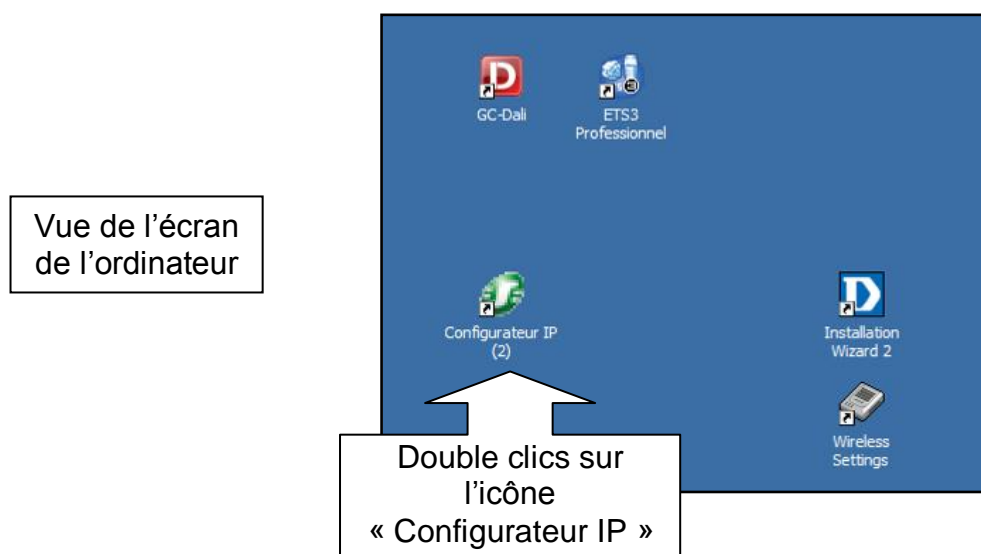 GC-Dali
ETS3
Professionnel
Vue de l’écran
de l’ordinateur
Configurateur IP
(2)
Installation
Wizard 2
Wireless
Settings
Double clics sur
l’icône
« Configurateur IP »